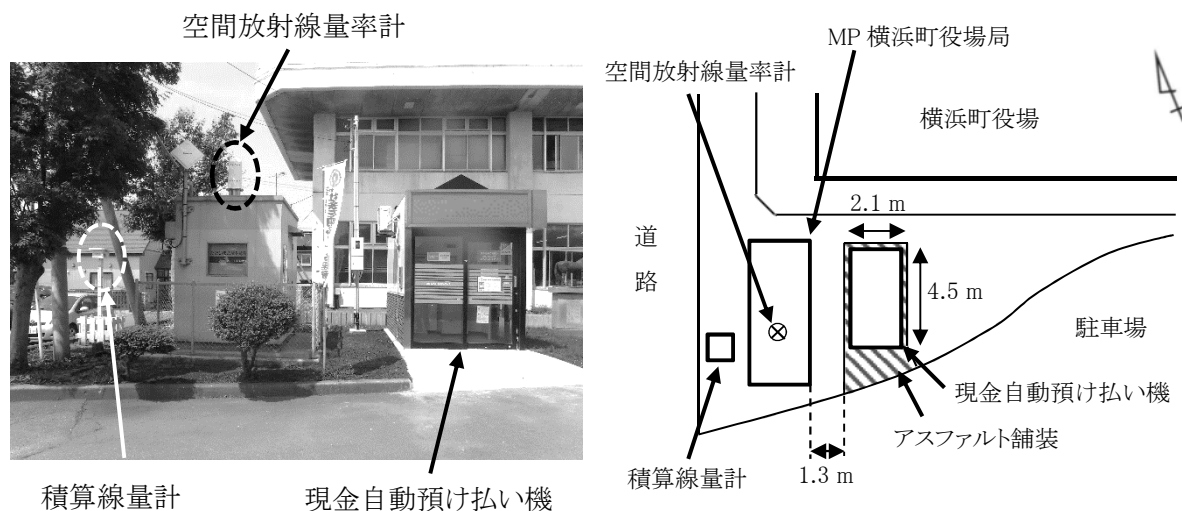 空間放射線量率計
積算線量計
現金自動預け払い機
MP 横浜町役場局
空間放射線量率計
横浜町役場
2.1 m
道
路
4.5 m
駐車場
現金自動預け払い機
アスファルト舗装
積算線量計
1.3 m